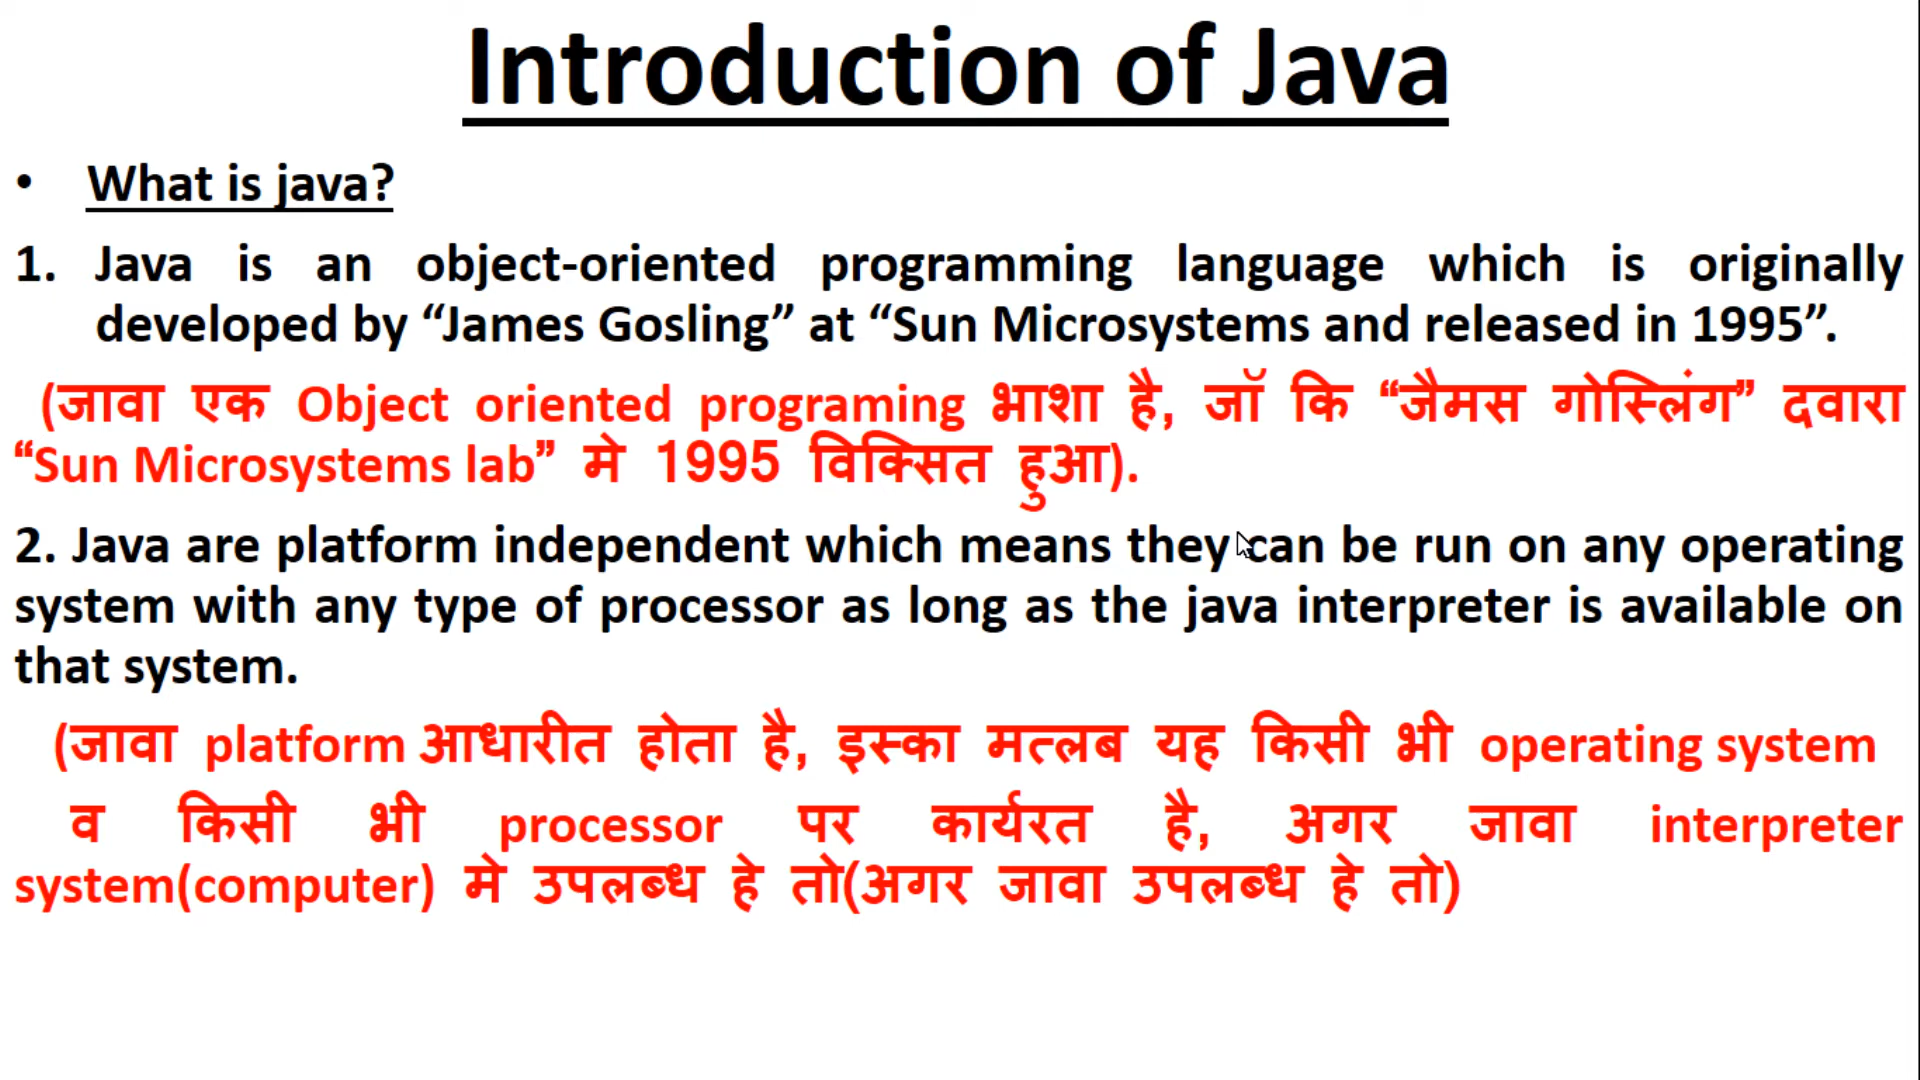 Introduction of Java
• What is java?
1. Java is an object-oriented programming language which is originally
developed by “James Gosling” at “Sun Microsystems and released in 1995”.
(जावा एक Object oriented programing भाशा है, जॉ कि “जैमस गोस्लिंग” दवारा
“Sun Microsystems lab” मे 1995 विक्सित हुआ).
2. Java are platform independent which means they can be run on any operating
system with any type of processor as long as the java interpreter is available on
that system.
(जावा platform आधारीत होता है, इस्का मत्लब यह किसी भी operating system
व किसी भी processor पर कार्यरत है, अगर जावा interpreter
system(computer) मे उपलब्ध हे तो(अगर जावा उपलब्ध हे तो)